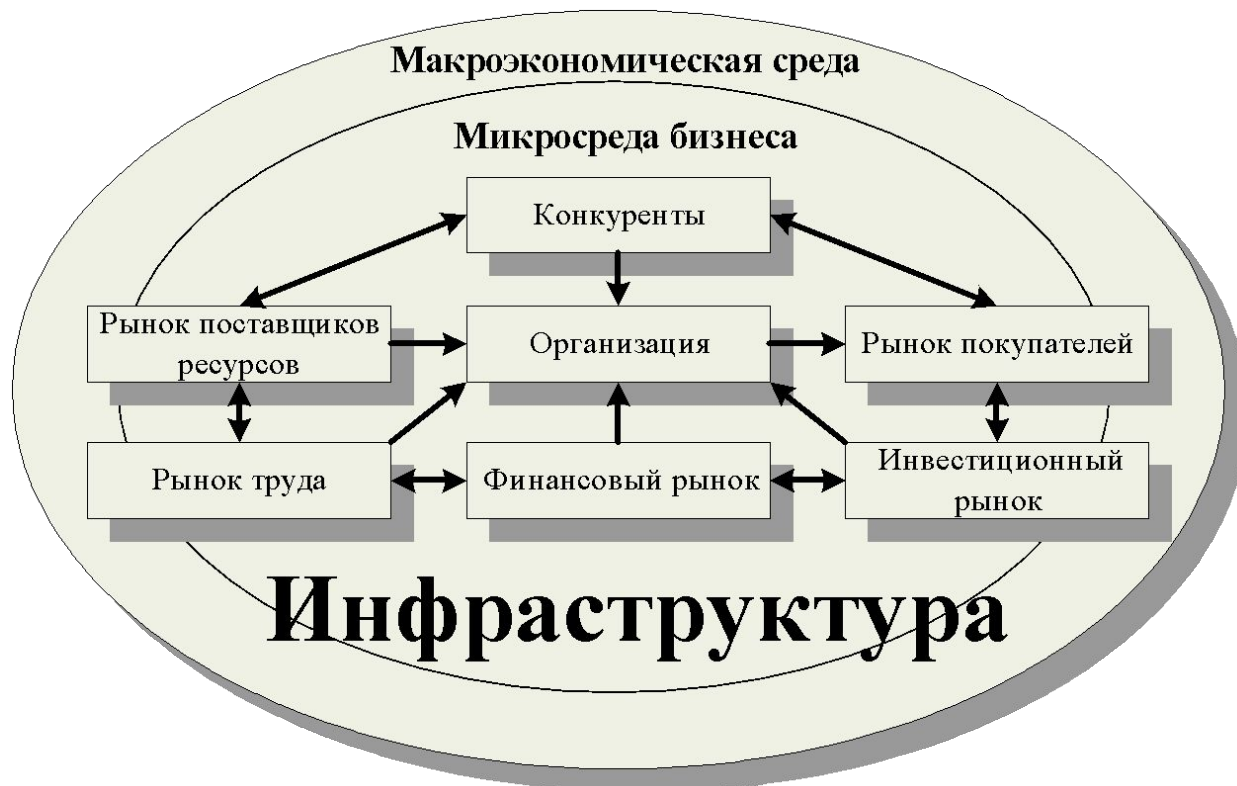 Макроэкономическая среда
Микросреда бизнеса
Конкуренты
Рынок поставщиков
ресурсов
Организация
Рынок покупателей
Рынок труда
Финансовый рынок
Инвестиционный
рынок
Инфраструктура